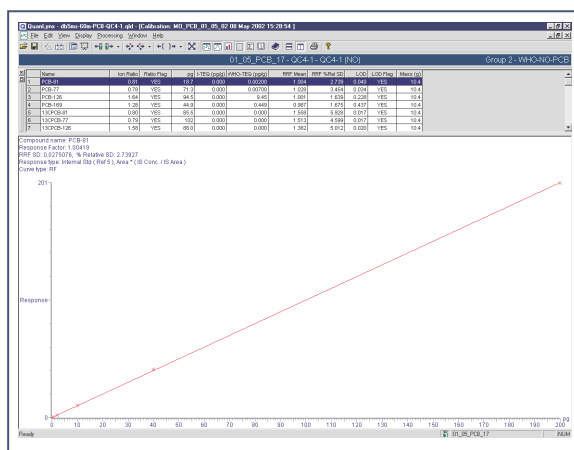 QuanLynx - db5ms-60m-PCB-QC4-1.qld - [Calibration: MO_PCB_01_05_02 08 May 2002 15:28:54 ]
File Edit View Display Processing Window Help
01_05_PCB_17 - QC4-1 - QC4-1 (NO) Group 2 - WHO-NO-PCB
Name Ion Ratio Ratio Flag pg I-TEQ (pg/g) WHO-TEQ (pg/g) RRF Mean RRF %Rel SD LOD LOD Flag Mass (g)
1 PCB-81 0.81 YES 18.7 0.000 0.00200 1.004 2.739 0.040 YES 10.4
2 PCB-77 0.78 YES 71.3 0.000 0.00700 1.028 3.454 0.034 YES 10.4
3 PCB-126 1.64 YES 94.5 0.000 9.45 1.001 1.639 0.226 YES 10.4
4 PCB-169 1.26 YES 44.9 0.000 0.449 0.987 1.675 0.437 YES 10.4
5 13CPCB-81 0.80 YES 85.5 0.000 0.000 1.558 5.928 0.017 YES 10.4
6 13CPCB-77 0.79 YES 102 0.000 0.000 1.513 4.599 0.017 YES 10.4
7 13CPCB-126 1.58 YES 88.0 0.000 0.000 1.382 5.012 0.020 YES 10.4
Compound name: PCB-81
Response Factor: 1.00419
RRF SD: 0.0275076, % Relative SD: 2.73927
Response type: Internal Std ( Ref 5 ), Area * ( IS Conc. / IS Area )
Curve type: RF
201
Response
0
0 10 20 30 40 50 60 70 80 90 100 110 120 130 140 150 160 170 180 190 200 pg
Ready 01_05_PCB_17 NUM